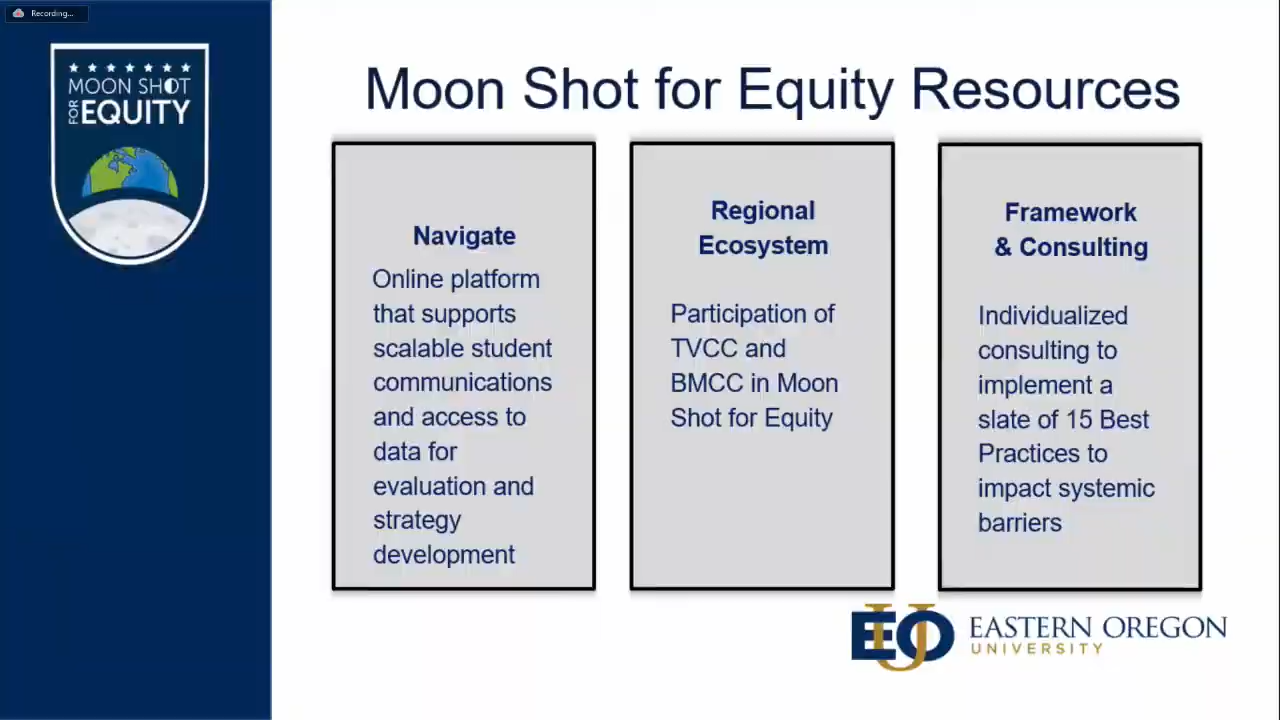 Recording...
MOON SHOT
FOR
EQUITY
Moon Shot for Equity Resources
Navigate
Online platform
that supports
scalable student
communications
and access to
data for
evaluation and
strategy
development
Regional
Ecosystem
Participation of
TVCC and
BMCC in Moon
Shot for Equity
Framework
& Consulting
Individualized
consulting to
implement a
slate of 15 Best
Practices to
impact systemic
barriers
EOU
EASTERN OREGON
UNIVERSITY